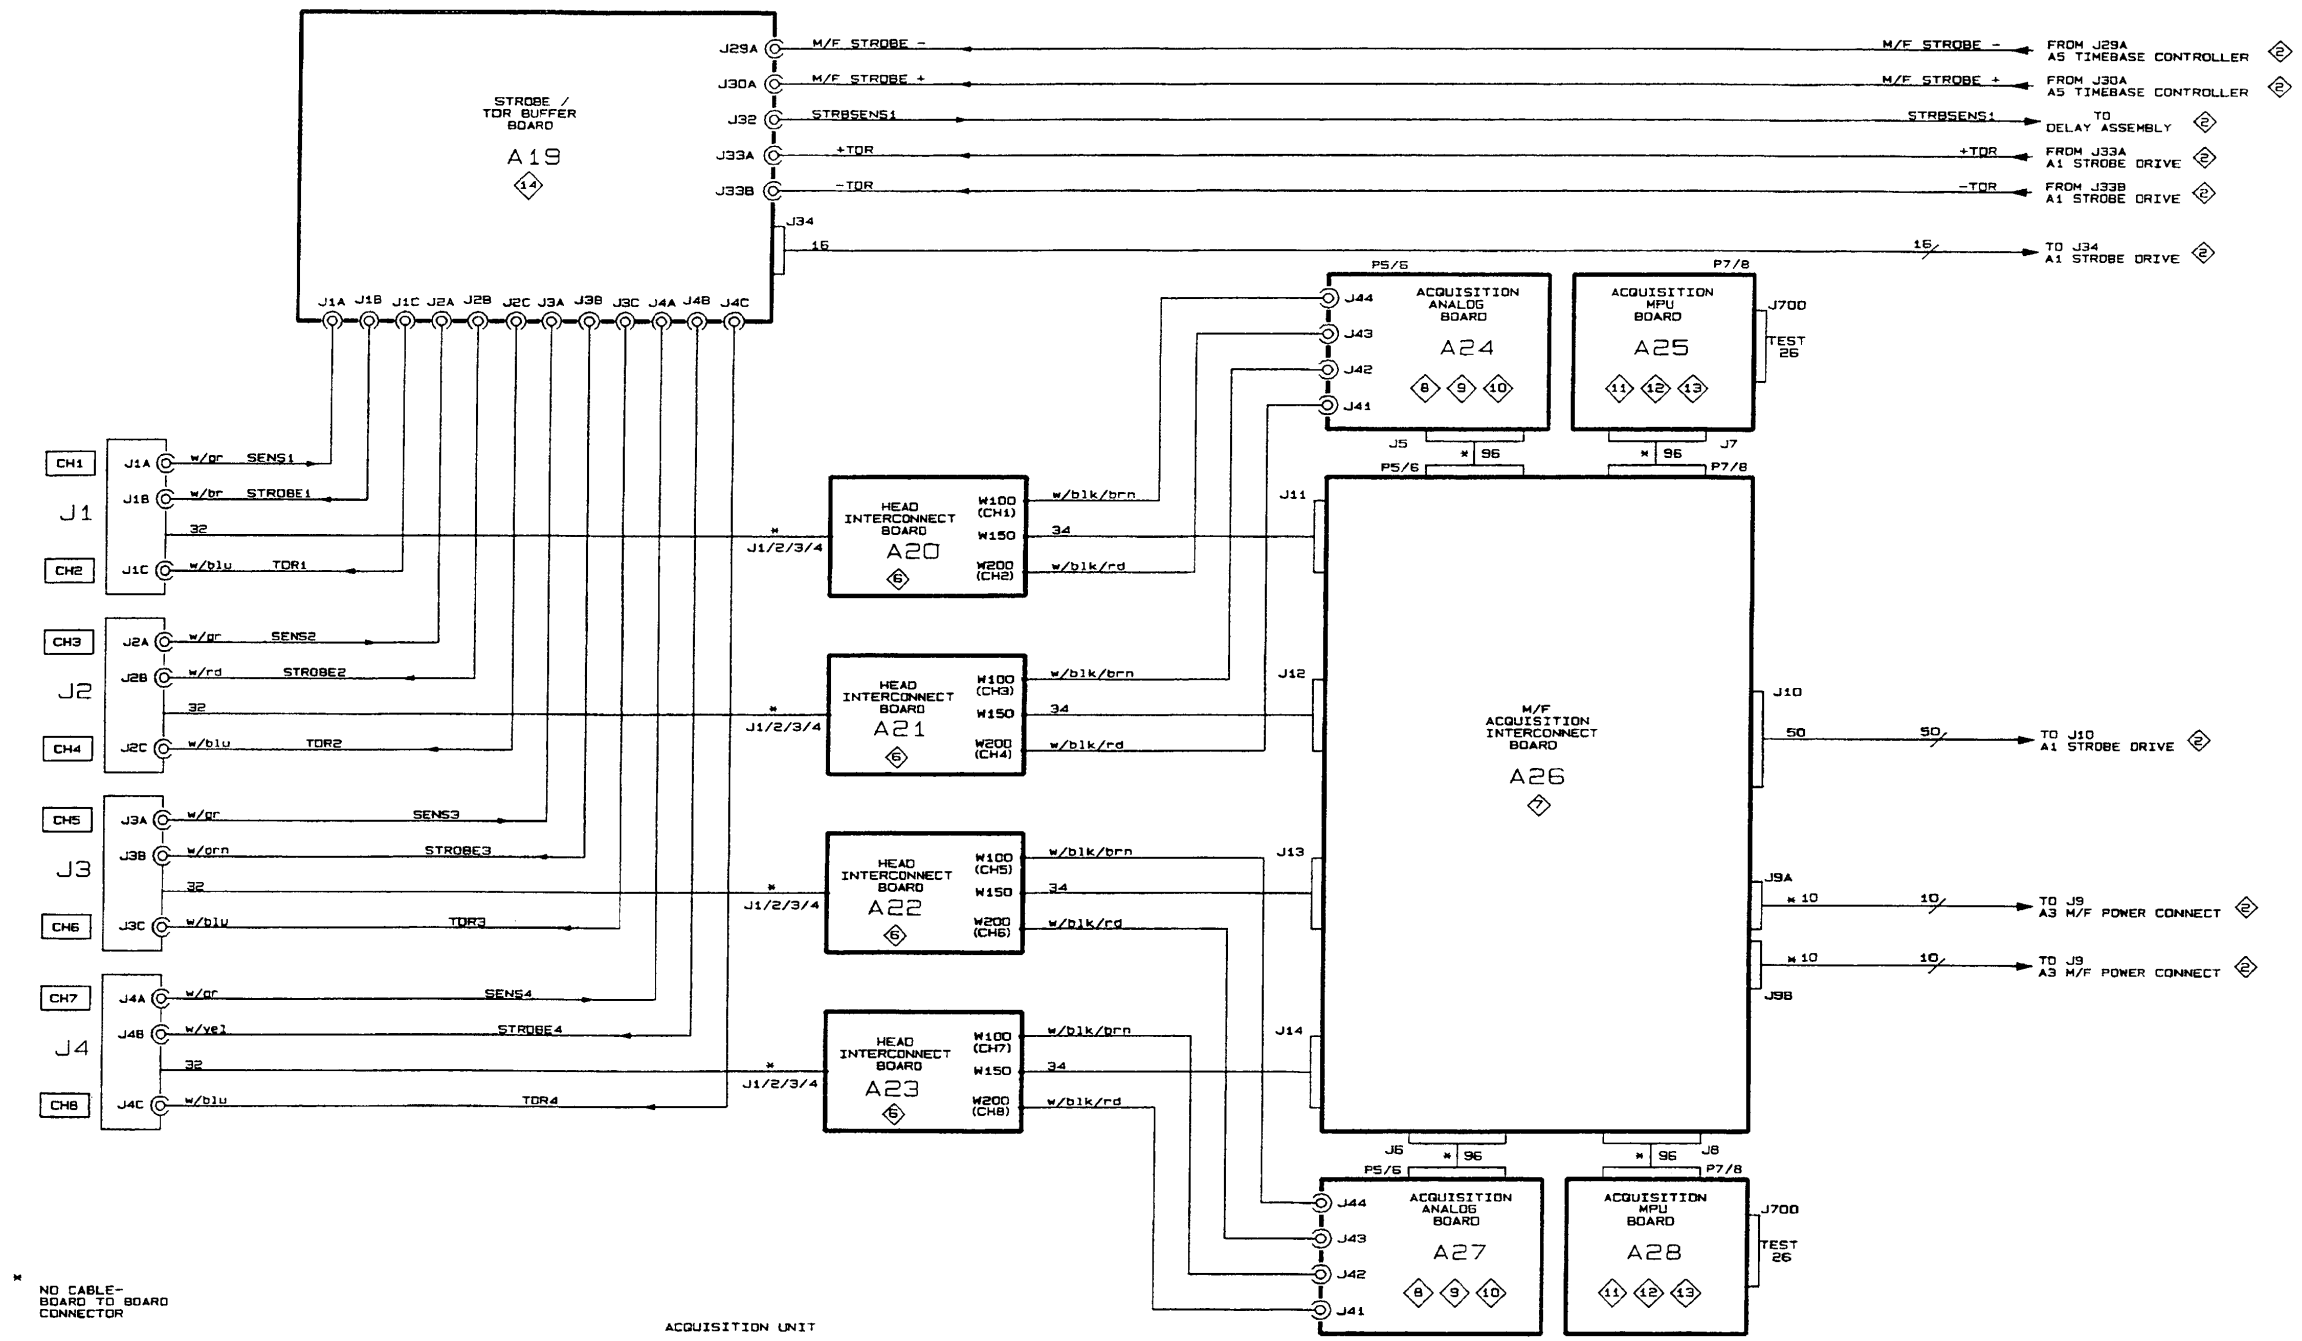 J29A
M/F STROBE -
M/F STROBE -
FROM J29A
A5 TIMEBASE CONTROLLER
2
J30A
M/F STROBE +
M/F STROBE +
FROM J30A
A5 TIMEBASE CONTROLLER
2
STROBE /
TDR BUFFER
BOARD
A19
14
J32
STRBSENS1
STRBSENS1
TO
DELAY ASSEMBLY
2
J33A
+TDR
+TDR
FROM J33A
A1 STROBE DRIVE
2
J33B
-TDR
-TDR
FROM J33B
A1 STROBE DRIVE
2
J34
16
16
TO J34
A1 STROBE DRIVE
2
J1A J1B J1C J2A J2B J2C J3A J3B J3C J4A J4B J4C
P5/6
J44
J43
J42
J41
ACQUISITION
ANALOG
BOARD
A24
8 9 10
P7/8
ACQUISITION
MPU
BOARD
A25
11 12 13
J700
TEST
26
J5
* 96
P5/6
J7
* 96
P7/8
CH1
J1A
w/gr SENS1
J1B
w/br STROBE1
J1
32
*
J1/2/3/4
CH2
J1C
w/blu TDR1
HEAD
INTERCONNECT
BOARD
A20
6
W100
(CH1)
W150
W200
(CH2)
w/blk/brn
34
w/blk/rd
J11
CH3
J2A
w/gr SENS2
J2B
w/rd STROBE2
J2
32
*
J1/2/3/4
CH4
J2C
w/blu TDR2
HEAD
INTERCONNECT
BOARD
A21
6
W100
(CH3)
W150
W200
(CH4)
w/blk/brn
34
w/blk/rd
J12
M/F
ACQUISITION
INTERCONNECT
BOARD
A26
7
J10
50
50
TO J10
A1 STROBE DRIVE
2
CH5
J3A
w/gr SENS3
J3B
w/orn STROBE3
J3
32
*
J1/2/3/4
CH6
J3C
w/blu TDR3
HEAD
INTERCONNECT
BOARD
A22
6
W100
(CH5)
W150
W200
(CH6)
w/blk/brn
34
w/blk/rd
J13
J9A
* 10
10
TO J9
A3 M/F POWER CONNECT
2
* 10
10
TO J9
A3 M/F POWER CONNECT
2
J9B
CH7
J4A
w/gr SENS4
J4B
w/yel STROBE4
J4
32
*
J1/2/3/4
CH8
J4C
w/blu TDR4
HEAD
INTERCONNECT
BOARD
A23
6
W100
(CH7)
W150
W200
(CH8)
w/blk/brn
34
w/blk/rd
J14
J6
* 96
P5/6
J8
* 96
P7/8
J44
J43
J42
J41
ACQUISITION
ANALOG
BOARD
A27
8 9 10
ACQUISITION
MPU
BOARD
A28
11 12 13
J700
TEST
26
*
NO CABLE-
BOARD TO BOARD
CONNECTOR
ACQUISITION UNIT